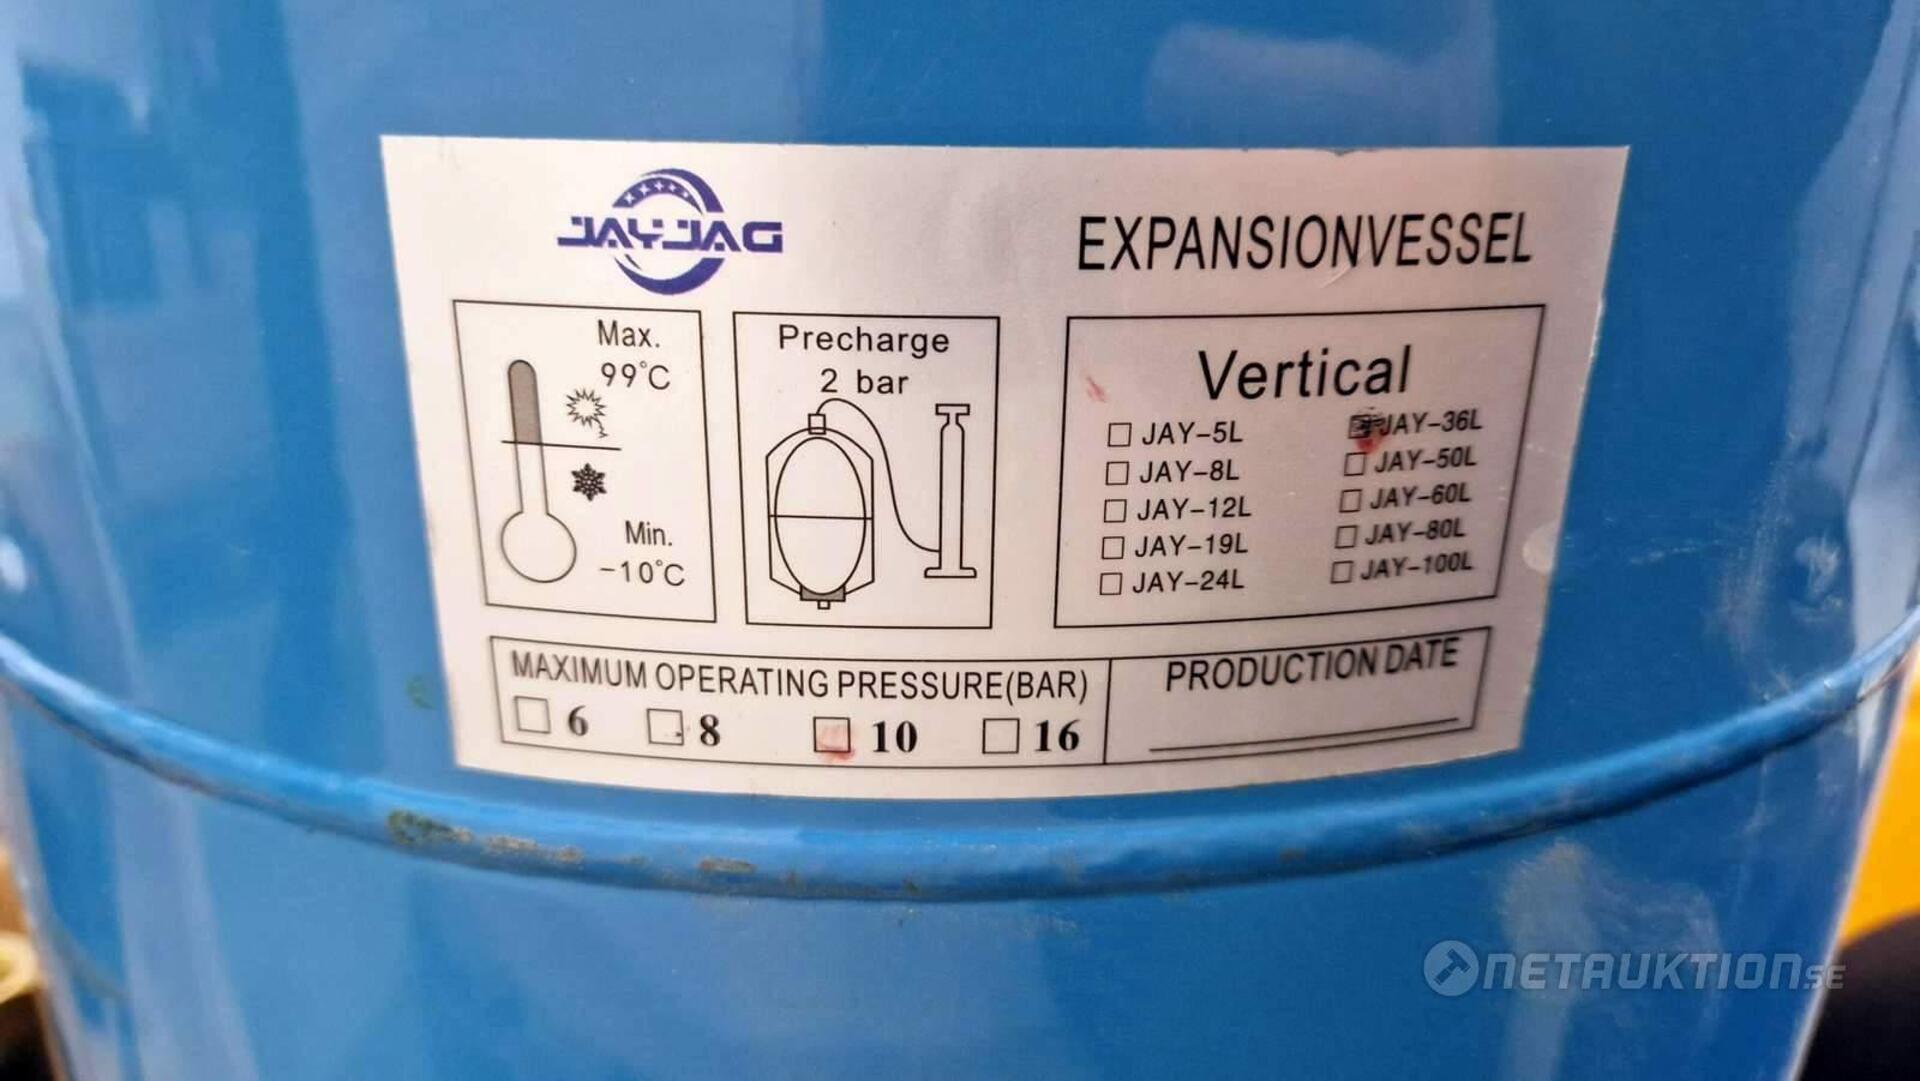 JAYJAG
EXPANSIONVESSEL
Max.
99°C
Min.
-10°C
Precharge
2 bar
Vertical
JAY-5L
JAY-8L
JAY-12L
JAY-19L
JAY-24L
JAY-36L
JAY-50L
JAY-60L
JAY-80L
JAY-100L
MAXIMUM OPERATING PRESSURE(BAR)
6 8 10 16
PRODUCTION DATE
NETAUKTION.SE